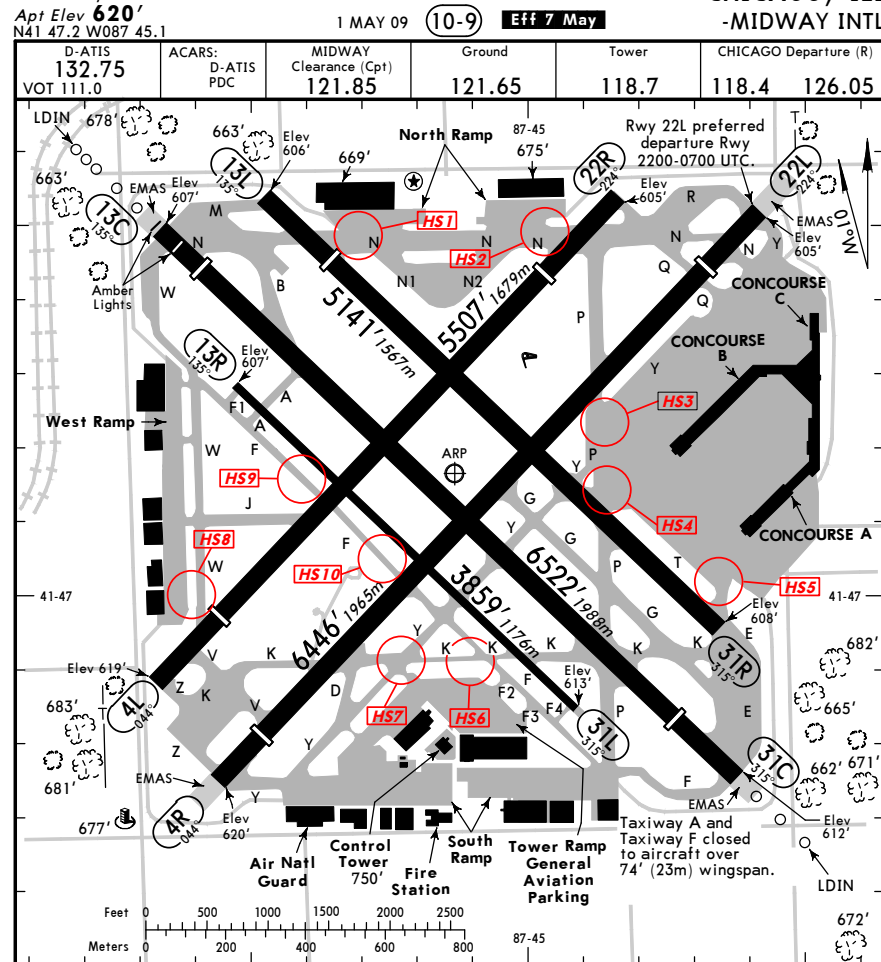 Apt Elev 620'
N41 47.2 W087 45.1
1 MAY 09
10-9
Eff 7 May
-MIDWAY INTL
D-ATIS
132.75
VOT 111.0
ACARS:
D-ATIS
PDC
MIDWAY
Clearance (Cpt)
121.85
Ground
121.65
Tower
118.7
CHICAGO Departure (R)
118.4 126.05
LDIN
678'
663'
Elev
606'
669'
North Ramp
87-45
675'
Rwy 22L preferred
departure Rwy
2200-0700 UTC.
T
663'
EMAS
Elev
607'
13L
135°
22R
224°
22L
224°
Elev
605'
EMAS
Elev
605'
01°W
13C
135°
M
HS1
R
N
N
N
HS2
N
N
N
Y
Amber
Lights
W
B
N1
N2
Q
Q
P
CONCOURSE
C
5141' 1567m
5507' 1679m
13R
135°
Elev
607'
CONCOURSE
B
Y
F1
A
A
HS3
West Ramp
W
F
ARP
Y
P
HS9
J
G
Y
HS4
CONCOURSE A
HS8
W
F
G
HS10
P
T
HS5
41-47
41-47
6446' 1965m
3859' 1176m
6522' 1988m
Elev
608'
G
Y
E
V
K
K
K
K
K
K
31R
315°
682'
Elev 619'
Z
K
4L
044°
V
D
HS7
HS6
F
F2
Elev
613'
P
E
665'
683'
T
F3
F4
31L
315°
Z
Y
31C
315°
662'
671'
681'
EMAS
F
EMAS
Y
677'
4R
044°
Elev
620'
Elev
612'
Air Natl
Guard
Control
Tower
750'
Fire
Station
South
Ramp
Tower Ramp
General
Aviation
Parking
Taxiway A and
Taxiway F closed
to aircraft over
74' (23m) wingspan.
LDIN
Feet 0 500 1000 1500 2000 2500
Meters 0 200 400 600 800
87-45
672'